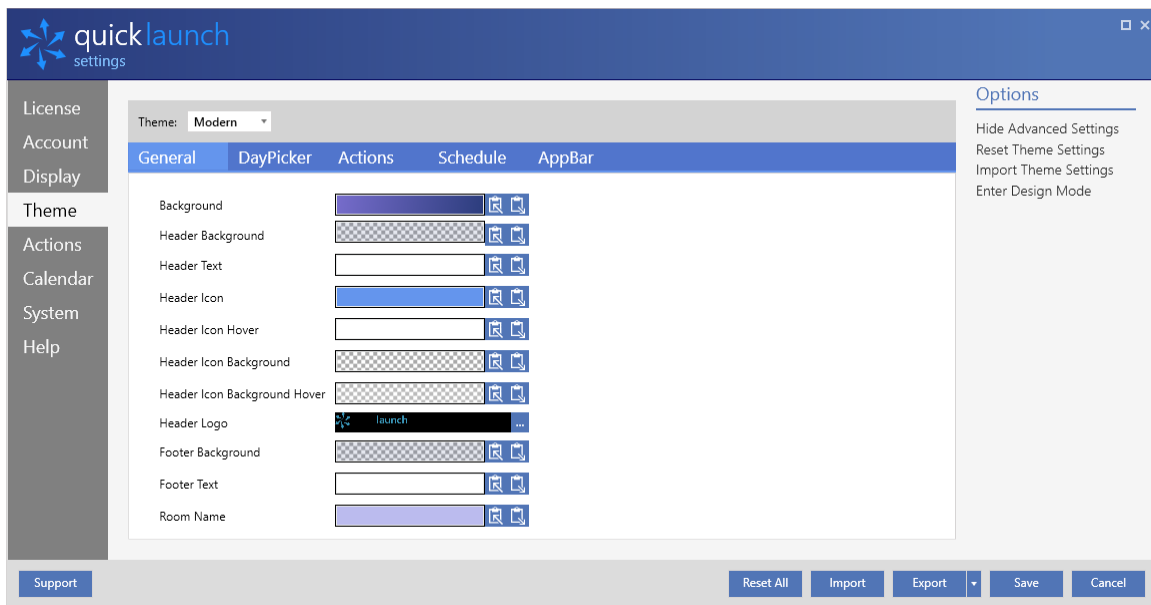 quicklaunch
settings
License
Account
Display
Theme
Actions
Calendar
System
Help
Theme: Modern
General DayPicker Actions Schedule AppBar
Background
Header Background
Header Text
Header Icon
Header Icon Hover
Header Icon Background
Header Icon Background Hover
Header Logo launch ...
Footer Background
Footer Text
Room Name
Options
Hide Advanced Settings
Reset Theme Settings
Import Theme Settings
Enter Design Mode
Support Reset All Import Export Save Cancel